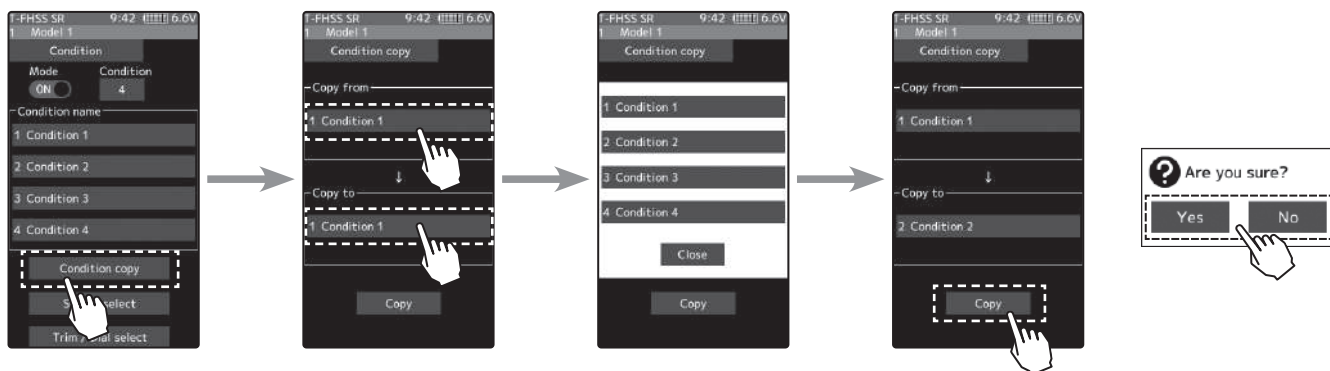 T-FHSS SR 9:42 6.6V
1 Model 1
Condition
Mode Condition
ON 4
Condition name
1 Condition 1
2 Condition 2
3 Condition 3
4 Condition 4
Condition copy
select
Trim / Dial select
T-FHSS SR 9:42 6.6V
1 Model 1
Condition copy
Copy from
1 Condition 1
↓
Copy to
1 Condition 1
Copy
T-FHSS SR 9:42 6.6V
1 Model 1
Condition copy
1 Condition 1
2 Condition 2
3 Condition 3
4 Condition 4
Close
Copy
T-FHSS SR 9:42 6.6V
1 Model 1
Condition copy
Copy from
1 Condition 1
↓
Copy to
2 Condition 2
Copy
? Are you sure?
Yes No